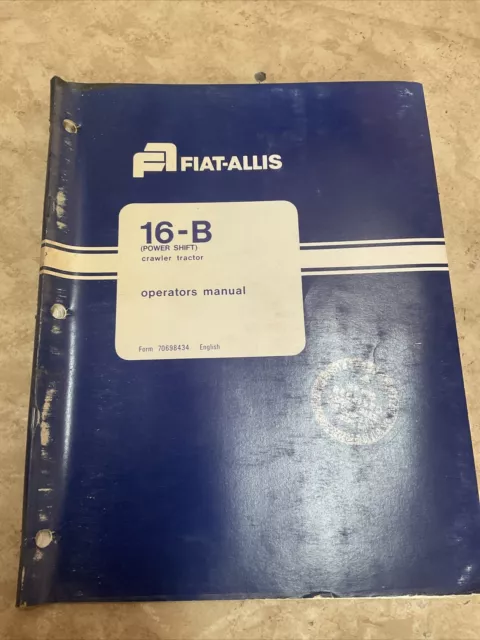 FIAT-ALLIS
16-B
(POWER SHIFT)
crawler tractor
operators manual
Form 70698434 English